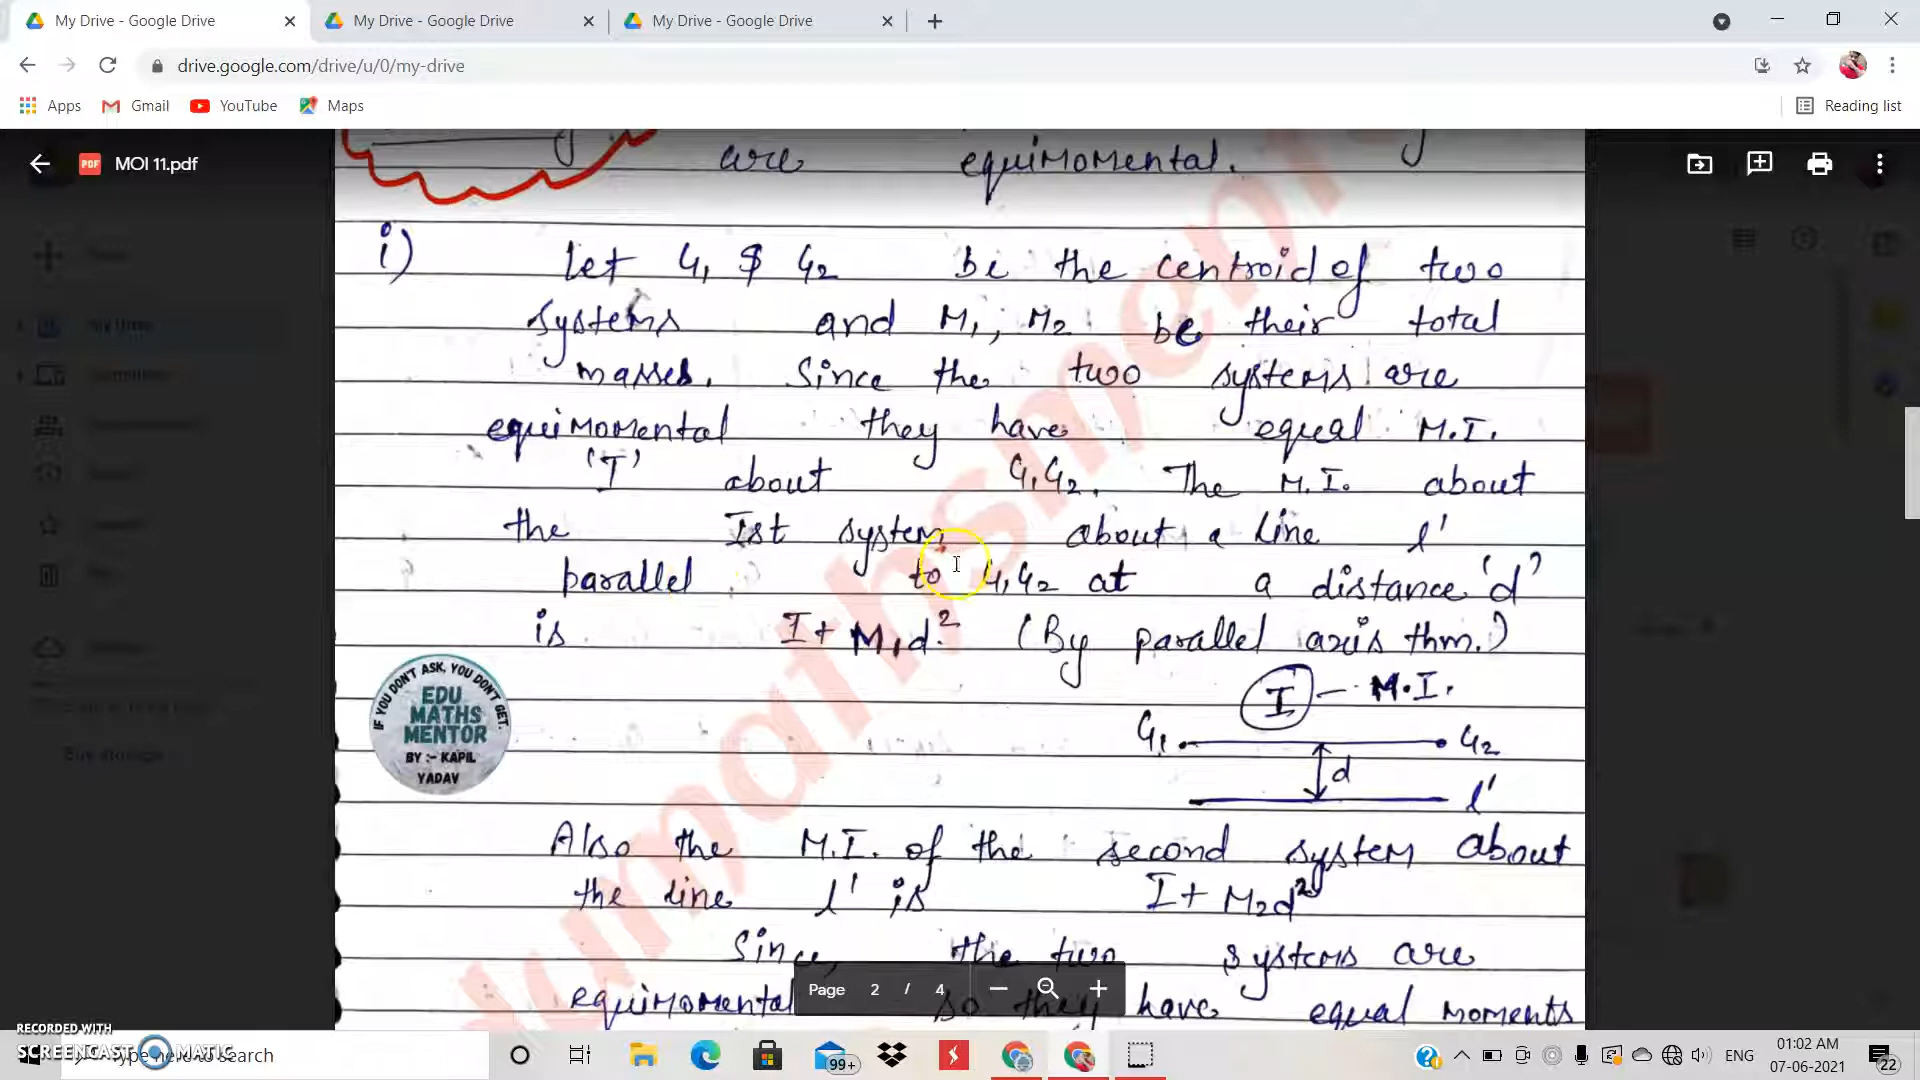 My Drive - Google Drive
My Drive - Google Drive
My Drive - Google Drive
drive.google.com/drive/u/0/my-drive
Apps Gmail YouTube Maps Reading list
MOI 11.pdf
are equimomental.
i) Let G1 & G2 be the centroid of two
systems and M1, M2 be their total
masses. Since the two systems are
equimomental they have equal M.I.
'I' about G1G2. The M.I. about
the Ist system about a line l'
parallel to G1G2 at a distance 'd'
is I + M1d². (By parallel axis thm.)
I - M.I.
G1 G2
d
l'
IF YOU DON'T ASK, YOU DON'T GET.
EDU
MATHS
MENTOR
BY :- KAPIL
YADAV
Also the M.I. of the second system about
the line l' is I + M2d²
Since, the two systems are
equimomental so they have equal moments
Page 2 / 4
RECORDED WITH
SCREENCAST MATIC
Type here to search
99+
ENG
01:02 AM
07-06-2021
22